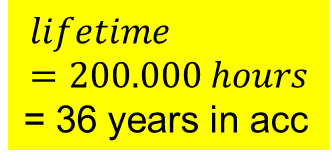 lifetime
= 200.000 hours
= 36 years in acc